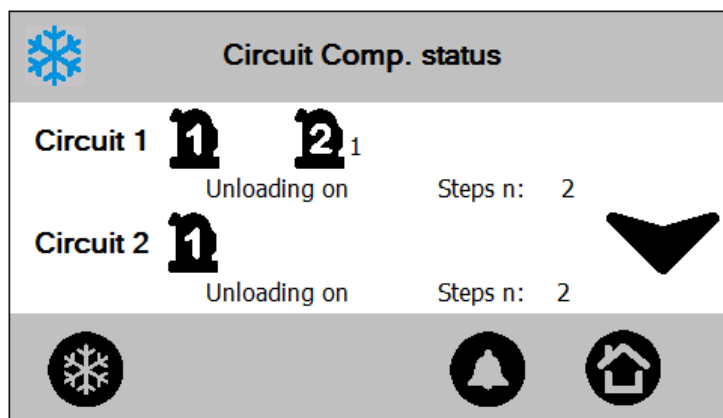 Circuit Comp. status
Circuit 1 1 2 1
Unloading on Steps n: 2
Circuit 2 1
Unloading on Steps n: 2